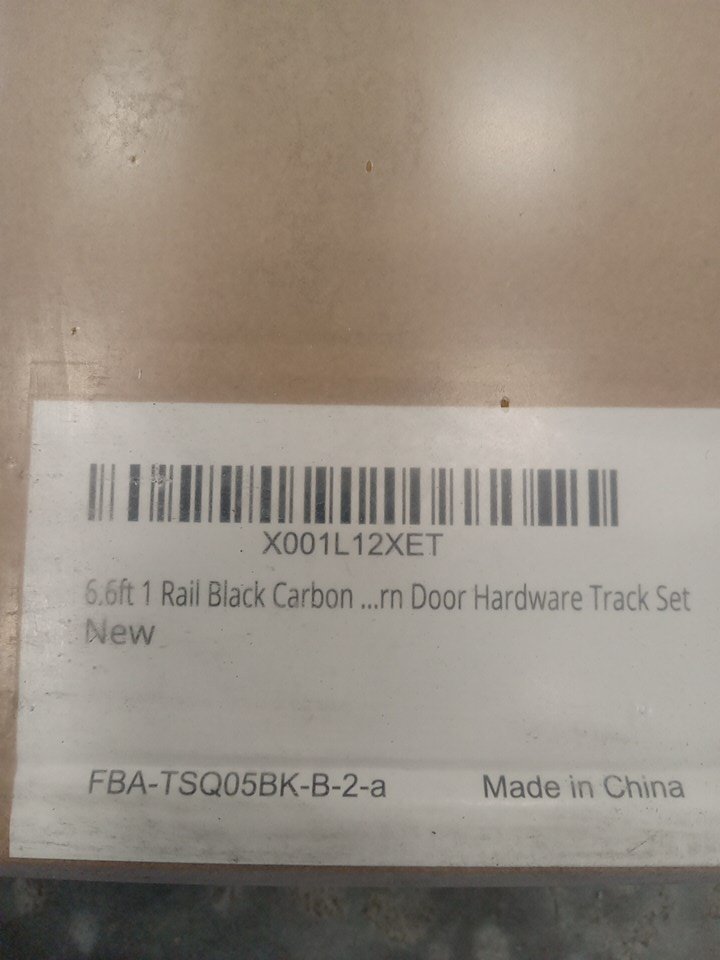 X001L12XET
6.6ft 1 Rail Black Carbon ...rn Door Hardware Track Set
New
FBA-TSQ05BK-B-2-a Made in China